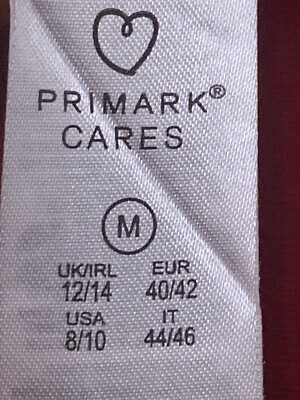 PRIMARK®
CARES
M
UK/IRL EUR
12/14 40/42
USA IT
8/10 44/46